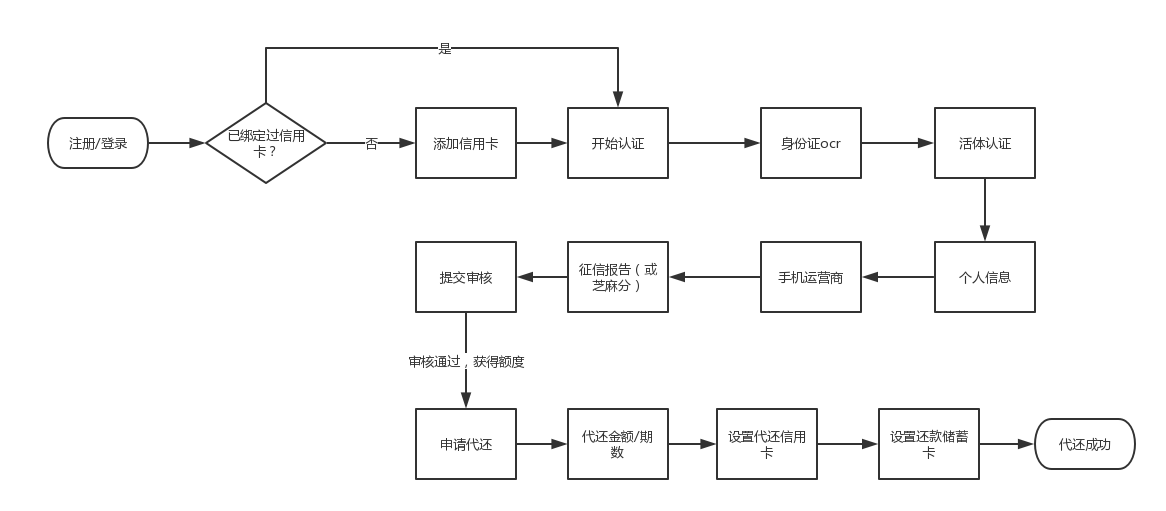 是
注册/登录
已绑定过信用
卡？
否
添加信用卡
开始认证
身份证ocr
活体认证
提交审核
征信报告（或
芝麻分）
手机运营商
个人信息
审核通过，获得额度
申请代还
代还金额/期
数
设置代还信用
卡
设置还款储蓄
卡
代还成功